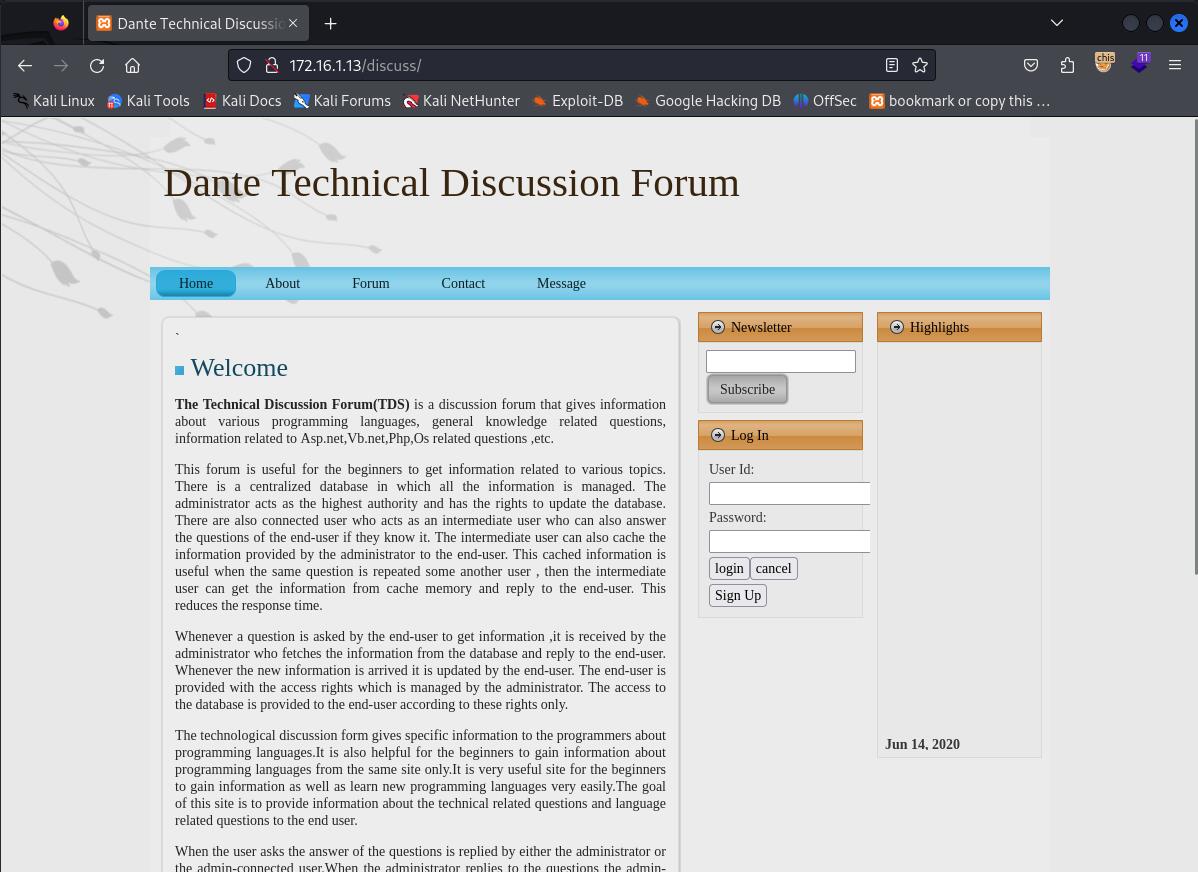 Dante Technical Discussio
172.16.1.13/discuss/
chis
11
Kali Linux
Kali Tools
Kali Docs
Kali Forums
Kali NetHunter
Exploit-DB
Google Hacking DB
OffSec
bookmark or copy this …
Dante Technical Discussion Forum
Home
About
Forum
Contact
Message
`
Welcome
The Technical Discussion Forum(TDS) is a discussion forum that gives information
about various programming languages, general knowledge related questions,
information related to Asp.net,Vb.net,Php,Os related questions ,etc.
This forum is useful for the beginners to get information related to various topics.
There is a centralized database in which all the information is managed. The
administrator acts as the highest authority and has the rights to update the database.
There are also connected user who acts as an intermediate user who can also answer
the questions of the end-user if they know it. The intermediate user can also cache the
information provided by the administrator to the end-user. This cached information is
useful when the same question is repeated some another user , then the intermediate
user can get the information from cache memory and reply to the end-user. This
reduces the response time.
Whenever a question is asked by the end-user to get information ,it is received by the
administrator who fetches the information from the database and reply to the end-user.
Whenever the new information is arrived it is updated by the end-user. The end-user is
provided with the access rights which is managed by the administrator. The access to
the database is provided to the end-user according to these rights only.
The technological discussion form gives specific information to the programmers about
programming languages.It is also helpful for the beginners to gain information about
programming languages from the same site only.It is very useful site for the beginners
to gain information as well as learn new programming languages very easily.The goal
of this site is to provide information about the technical related questions and language
related questions to the end user.
When the user asks the answer of the questions is replied by either the administrator or
the admin-connected user.When the administrator replies to the questions the admin-
Newsletter
Subscribe
Log In
User Id:
Password:
login
cancel
Sign Up
Highlights
Jun 14, 2020